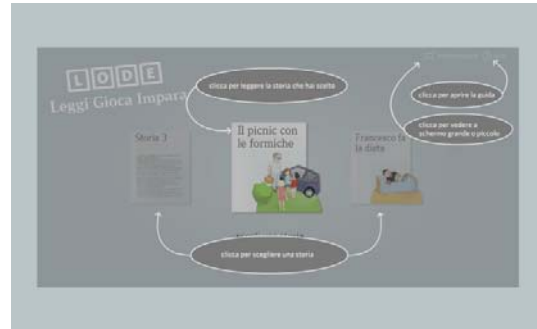 LODE
Leggi Gioca Impara
clicca per leggere la storia che hai scelto
clicca per aprire la guida
clicca per vedere a
schermo grande o piccolo
Storia 3
Il picnic con
le formiche
Francesco fa
la dieta
clicca per scegliere una storia